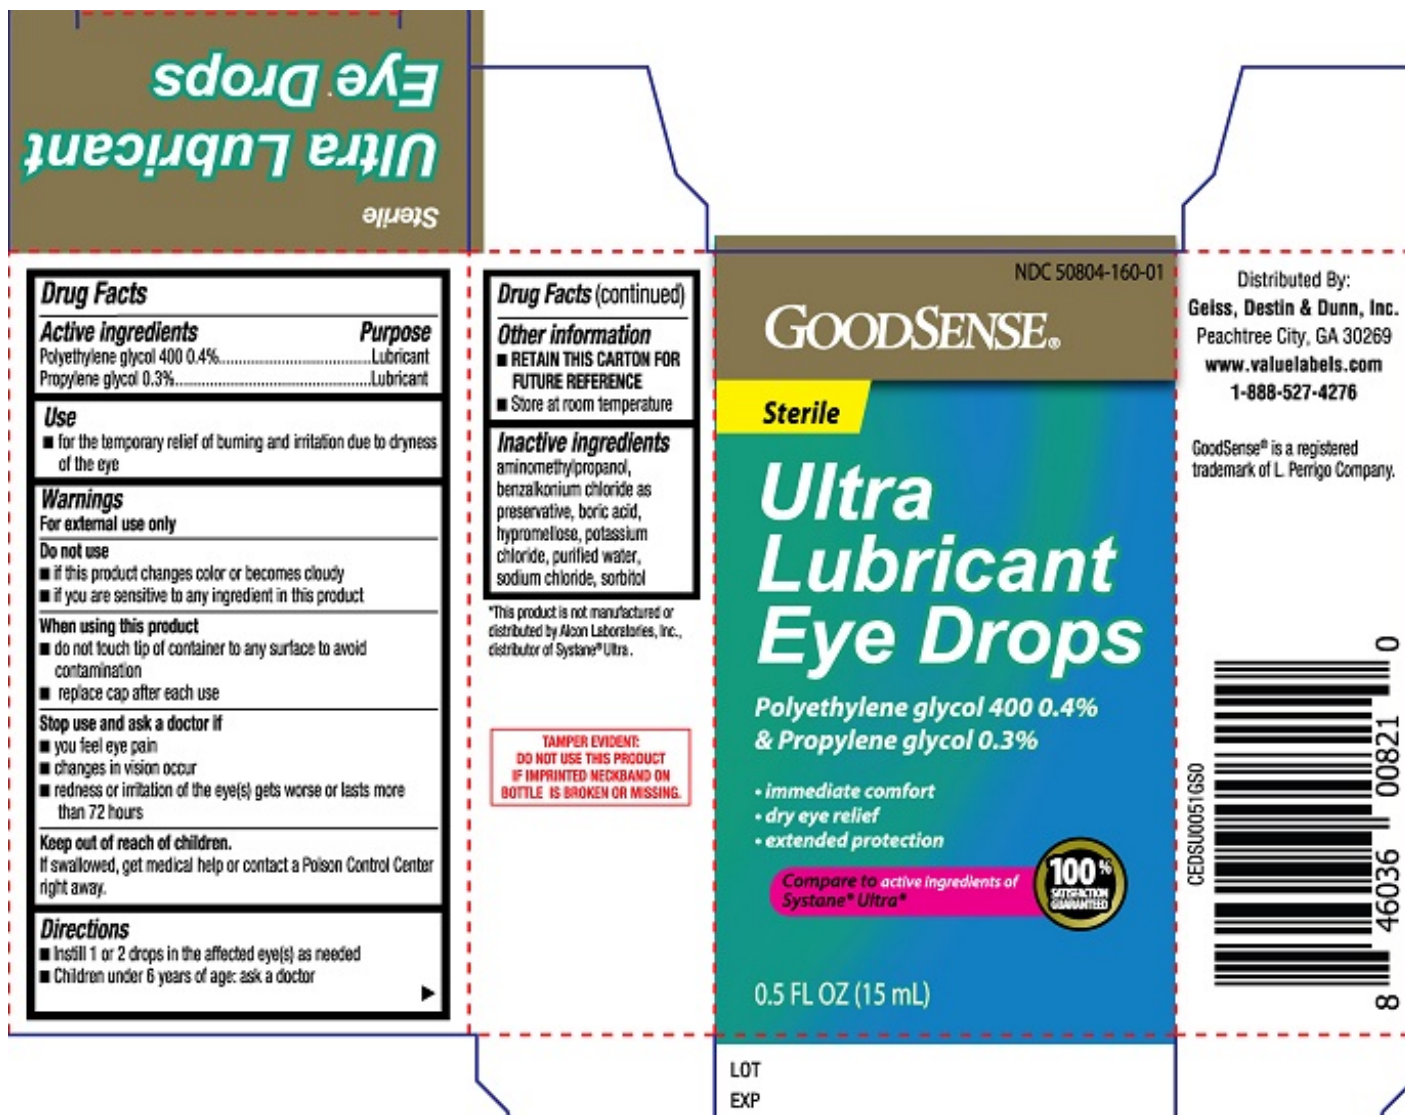 Sterile
Ultra Lubricant
Eye Drops
Drug Facts
Active ingredients Purpose
Polyethylene glycol 400 0.4%..................................Lubricant
Propylene glycol 0.3%............................................Lubricant
Use
■ for the temporary relief of burning and irritation due to dryness
of the eye
Warnings
For external use only
Do not use
■ if this product changes color or becomes cloudy
■ if you are sensitive to any ingredient in this product
When using this product
■ do not touch tip of container to any surface to avoid
contamination
■ replace cap after each use
Stop use and ask a doctor if
■ you feel eye pain
■ changes in vision occur
■ redness or irritation of the eye(s) gets worse or lasts more
than 72 hours
Keep out of reach of children.
If swallowed, get medical help or contact a Poison Control Center
right away.
Directions
■ Instill 1 or 2 drops in the affected eye(s) as needed
■ Children under 6 years of age: ask a doctor
Drug Facts (continued)
Other information
■ RETAIN THIS CARTON FOR
FUTURE REFERENCE
■ Store at room temperature
Inactive ingredients
aminomethylpropanol,
benzalkonium chloride as
preservative, boric acid,
hypromellose, potassium
chloride, purified water,
sodium chloride, sorbitol
*This product is not manufactured or
distributed by Alcon Laboratories, Inc.,
distributor of Systane® Ultra.
TAMPER EVIDENT:
DO NOT USE THIS PRODUCT
IF IMPRINTED NECKBAND ON
BOTTLE IS BROKEN OR MISSING.
NDC 50804-160-01
GOODSENSE®
Sterile
Ultra
Lubricant
Eye Drops
Polyethylene glycol 400 0.4%
& Propylene glycol 0.3%
• immediate comfort
• dry eye relief
• extended protection
Compare to active ingredients of
Systane® Ultra*
100%
SATISFACTION
GUARANTEED
0.5 FL OZ (15 mL)
LOT
EXP
Distributed By:
Geiss, Destin & Dunn, Inc.
Peachtree City, GA 30269
www.valuelabels.com
1-888-527-4276
GoodSense® is a registered
trademark of L. Perrigo Company.
CEDSU0051GS0
8 46036 00821 0